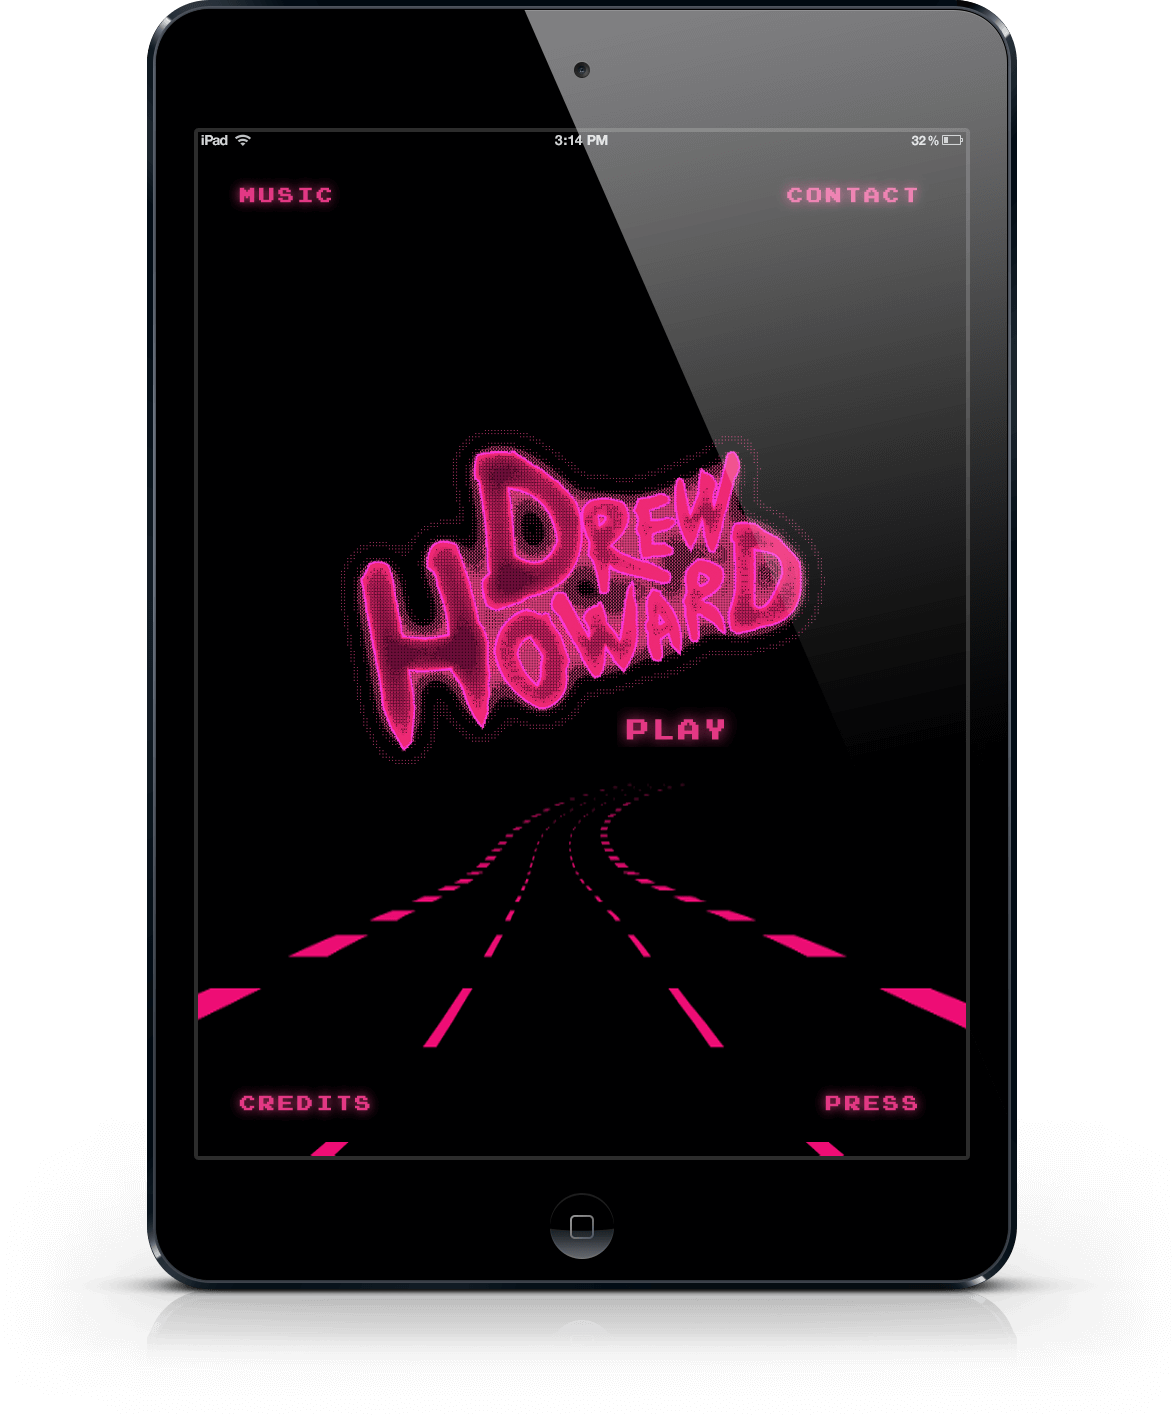 iPad 3:14 PM 32%
MUSIC CONTACT
DREW
HOWARD
PLAY
CREDITS PRESS